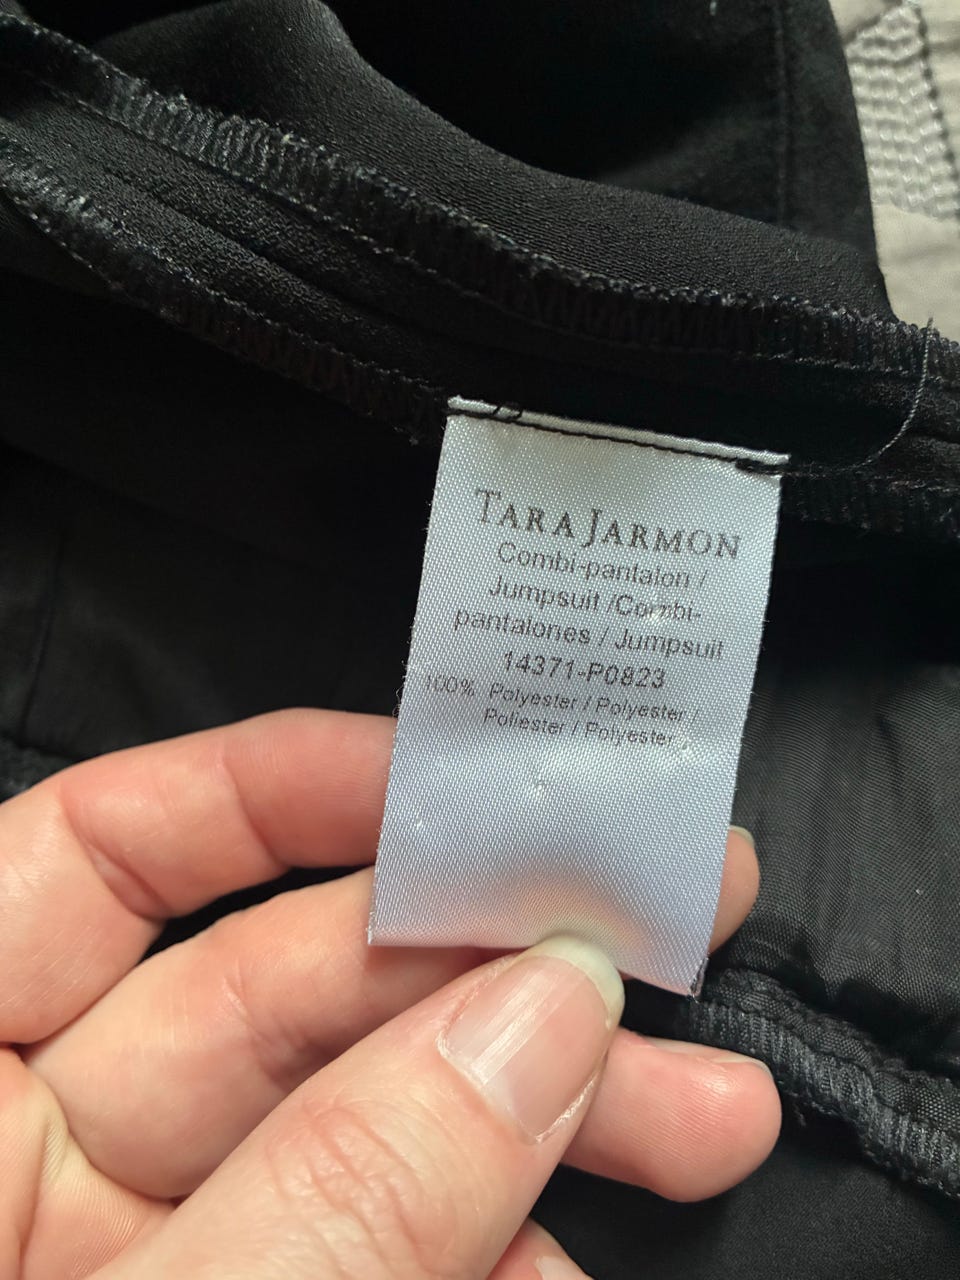 TARA JARMON
Combi-pantalon /
Jumpsuit /Combi-
pantalones / Jumpsuit
14371-P0823
100% Polyester / Polyester /
Poliester / Polyester